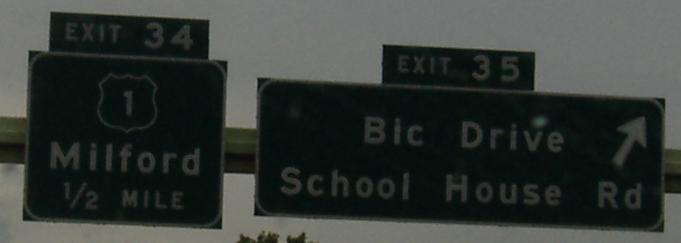 EXIT 34
1
Milford
1/2 MILE
EXIT 35
Bic Drive
School House Rd